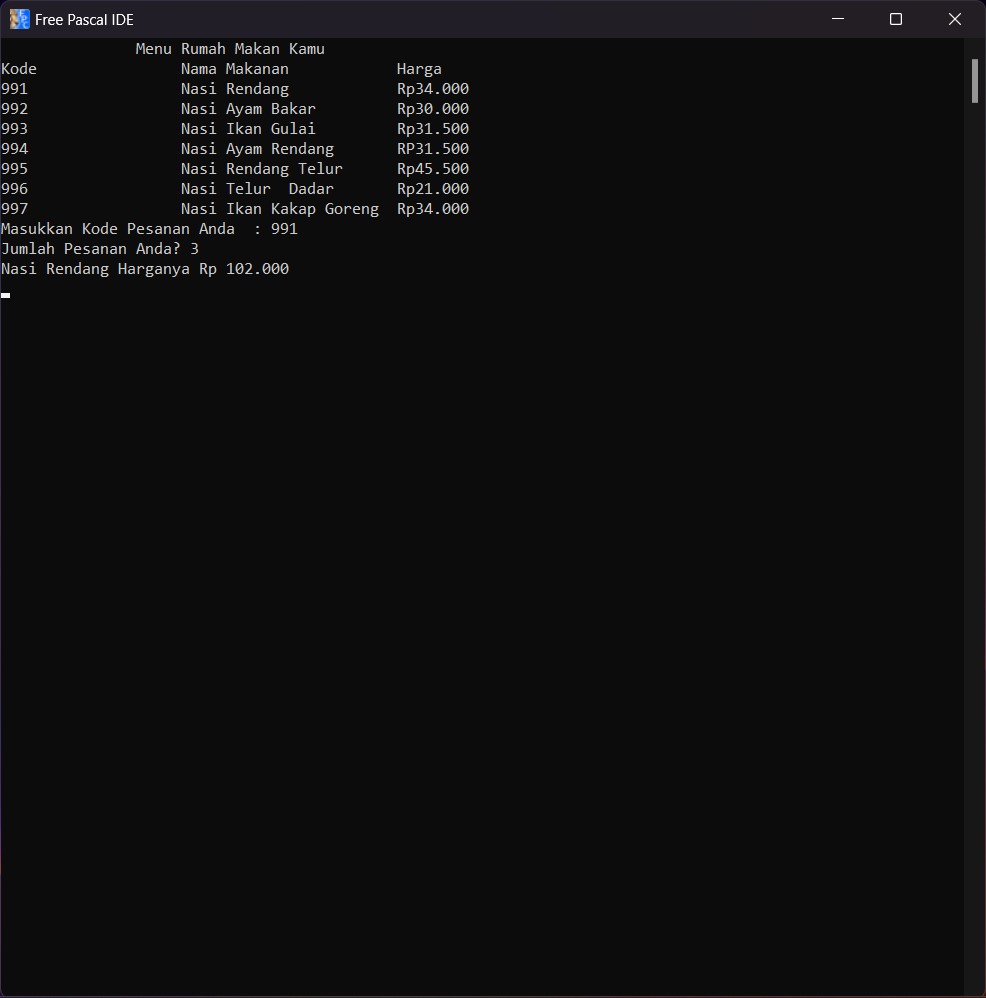 Free Pascal IDE
Menu Rumah Makan Kamu
Kode Nama Makanan Harga
991 Nasi Rendang Rp34.000
992 Nasi Ayam Bakar Rp30.000
993 Nasi Ikan Gulai Rp31.500
994 Nasi Ayam Rendang RP31.500
995 Nasi Rendang Telur Rp45.500
996 Nasi Telur  Dadar Rp21.000
997 Nasi Ikan Kakap Goreng Rp34.000
Masukkan Kode Pesanan Anda  : 991
Jumlah Pesanan Anda? 3
Nasi Rendang Harganya Rp 102.000